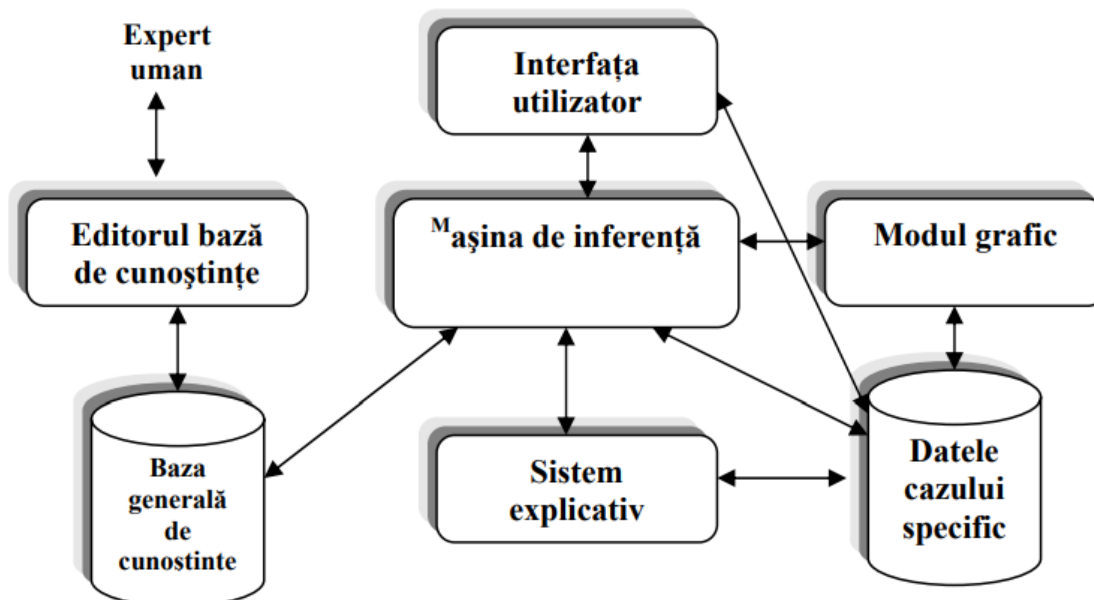 Expert
uman
Interfața
utilizator
Editorul bază
de cunoştințe
Maşina de inferență
Modul grafic
Baza
generală
de
cunoştinte
Sistem
explicativ
Datele
cazului
specific